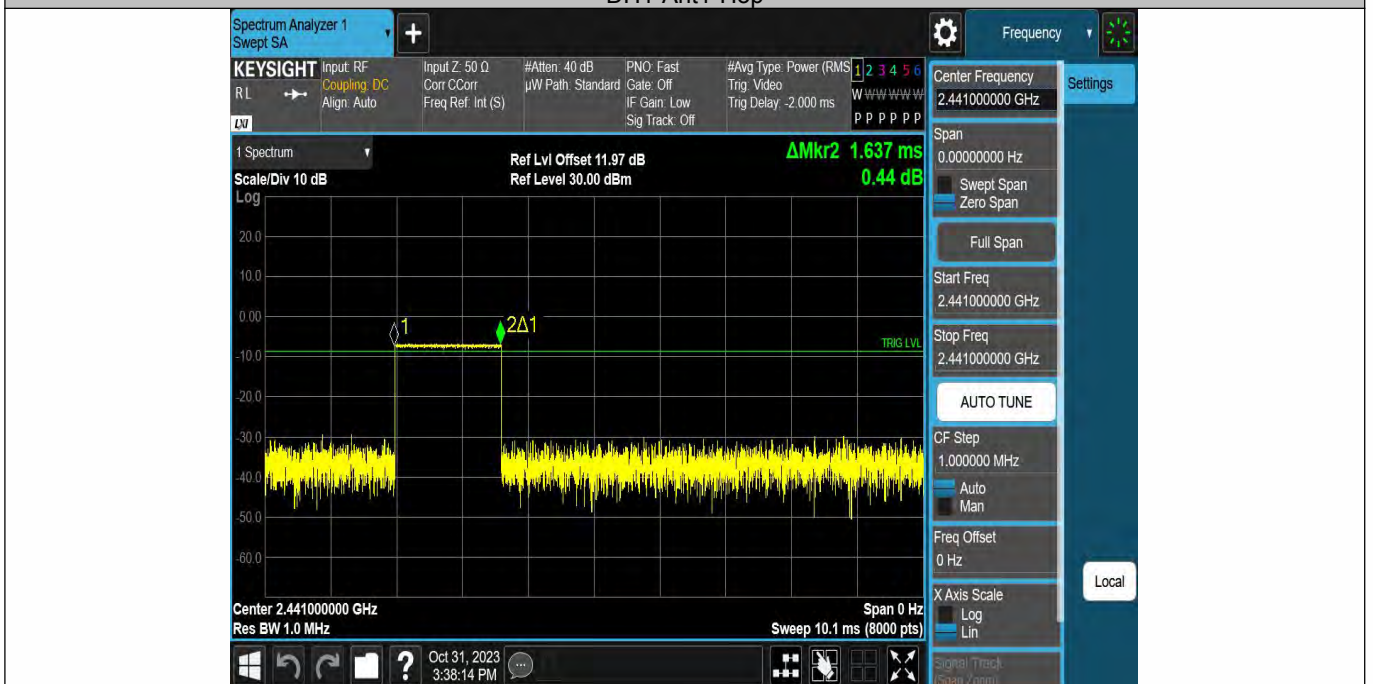 Spectrum Analyzer 1
Swept SA
+
Frequency
KEYSIGHT
RL
LXI
Input: RF
Coupling: DC
Align: Auto
Input Z: 50 Ω
Corr CCorr
Freq Ref: Int (S)
#Atten: 40 dB
µW Path: Standard
PNO: Fast
Gate: Off
IF Gain: Low
Sig Track: Off
#Avg Type: Power (RMS
Trig: Video
Trig Delay: -2.000 ms
1 2 3 4 5 6
W W W W W W
P P P P P P
Center Frequency
2.441000000 GHz
Settings
Span
0.00000000 Hz
Swept Span
Zero Span
Full Span
Start Freq
2.441000000 GHz
Stop Freq
2.441000000 GHz
AUTO TUNE
CF Step
1.000000 MHz
Auto
Man
Freq Offset
0 Hz
X Axis Scale
Log
Lin
Signal Track
(Span Zoom)
Local
1 Spectrum
Scale/Div 10 dB
Log
Ref Lvl Offset 11.97 dB
Ref Level 30.00 dBm
ΔMkr2 1.637 ms
0.44 dB
20.0
10.0
0.00
-10.0
-20.0
-30.0
-40.0
-50.0
-60.0
1
2Δ1
TRIG LVL
Center 2.441000000 GHz
Res BW 1.0 MHz
Span 0 Hz
Sweep 10.1 ms (8000 pts)
?
Oct 31, 2023
3:38:14 PM